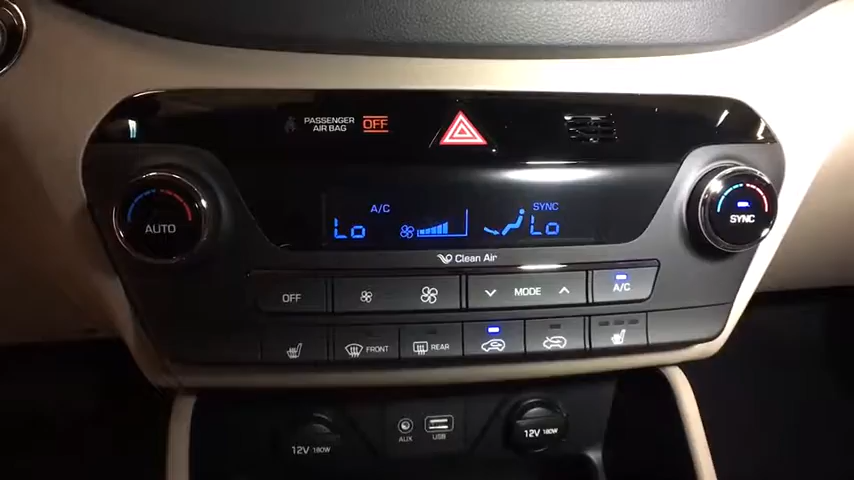 PASSENGER
AIR BAG OFF
A/C
SYNC
Lo
Lo
AUTO
SYNC
Clean Air
OFF
MODE
A/C
FRONT
REAR
12V 180W
AUX
USB
12V 180W